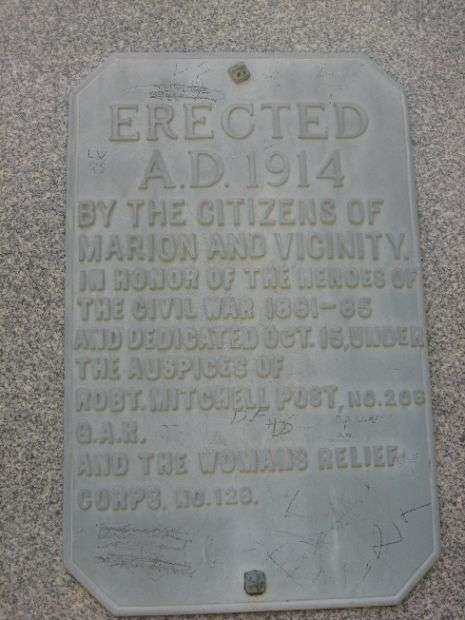 ERECTED
A.D. 1914
BY THE CITIZENS OF
MARION AND VICINITY.
IN HONOR OF THE HEROES OF
THE CIVIL WAR 1861-65
AND DEDICATED OCT. 15, UNDER
THE AUSPICES OF
ROBT. MITCHELL POST, NO. 206
G.A.R.
AND THE WOMANS RELIEF
CORPS, NO. 126.